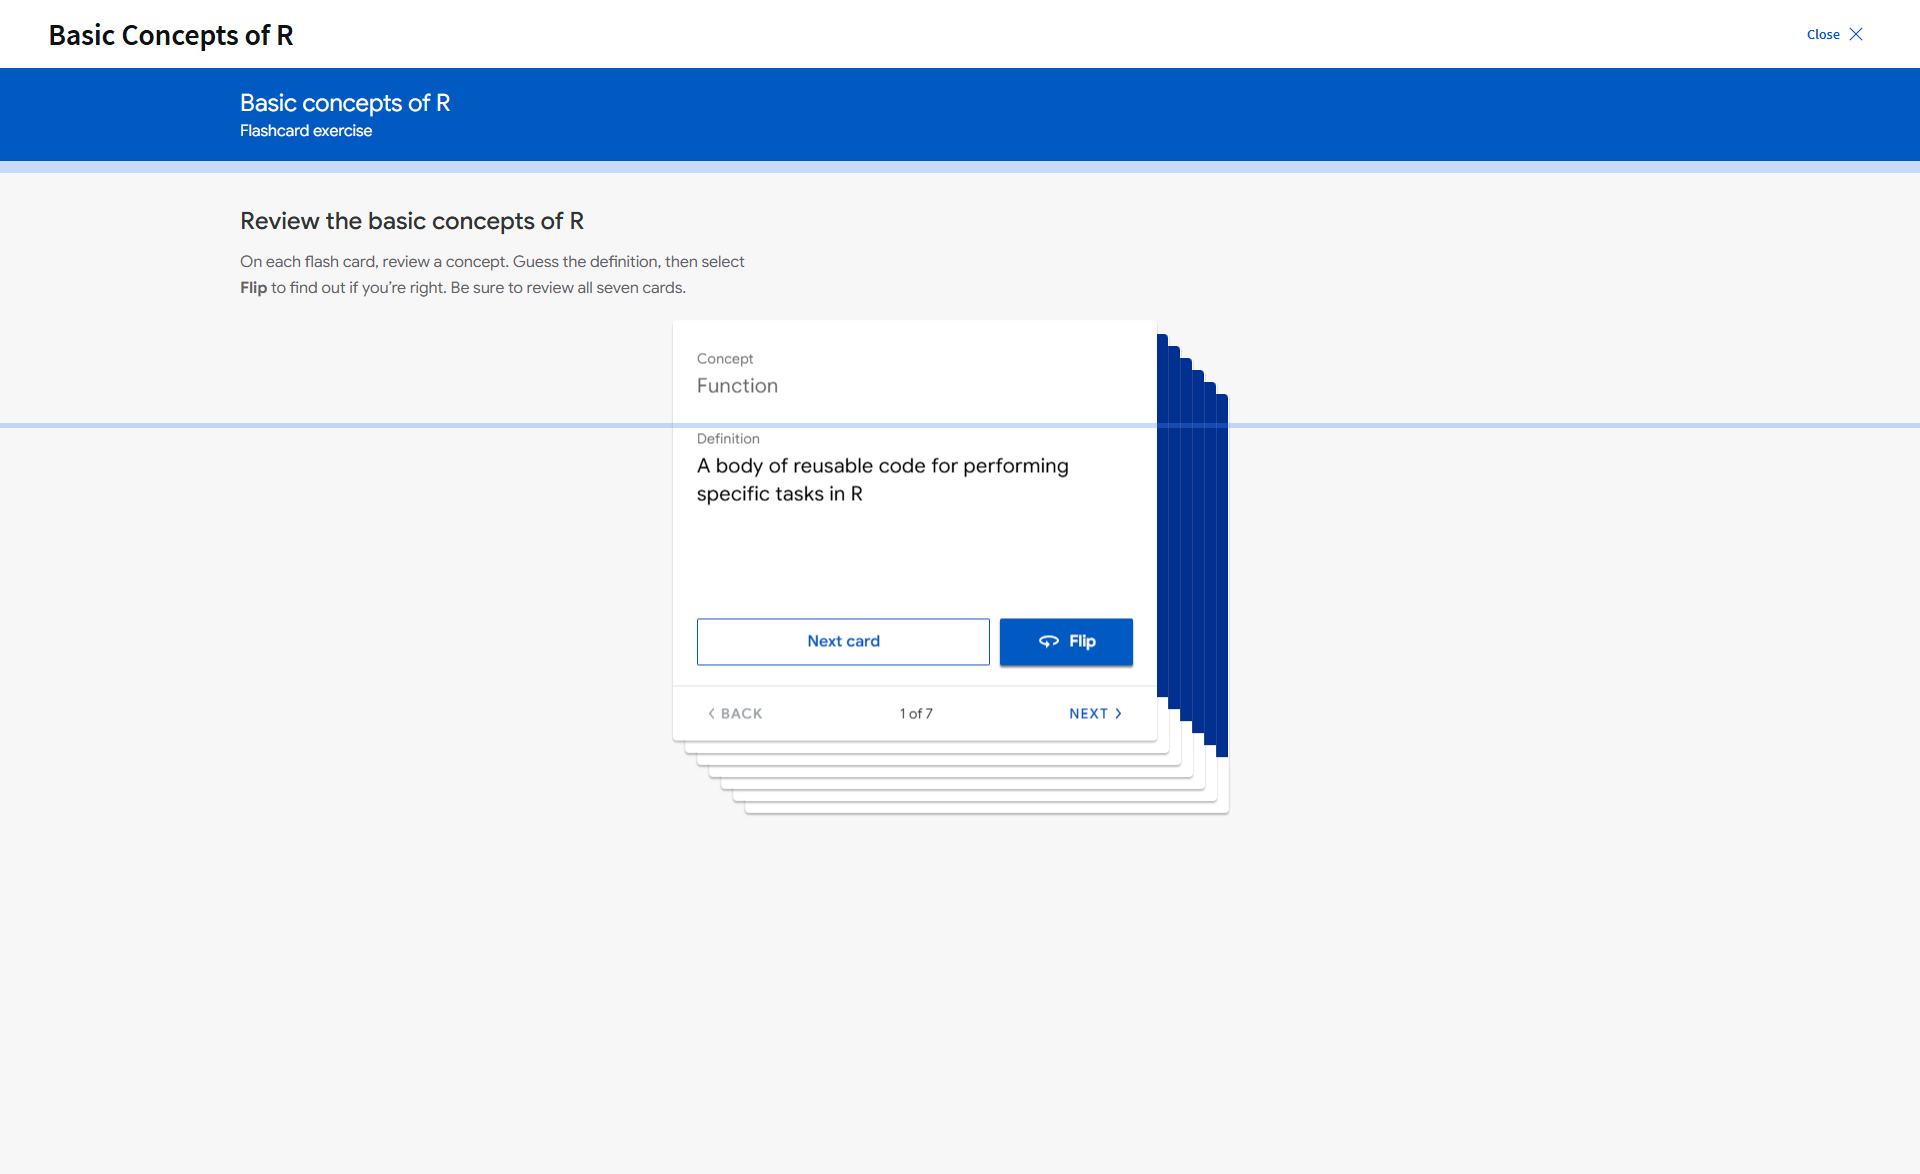 Basic Concepts of R
Close
Basic concepts of R
Flashcard exercise
Review the basic concepts of R
On each flash card, review a concept. Guess the definition, then select
Flip to find out if you’re right. Be sure to review all seven cards.
Concept
Function
Definition
A body of reusable code for performing
specific tasks in R
Next card
Flip
BACK
1 of 7
NEXT